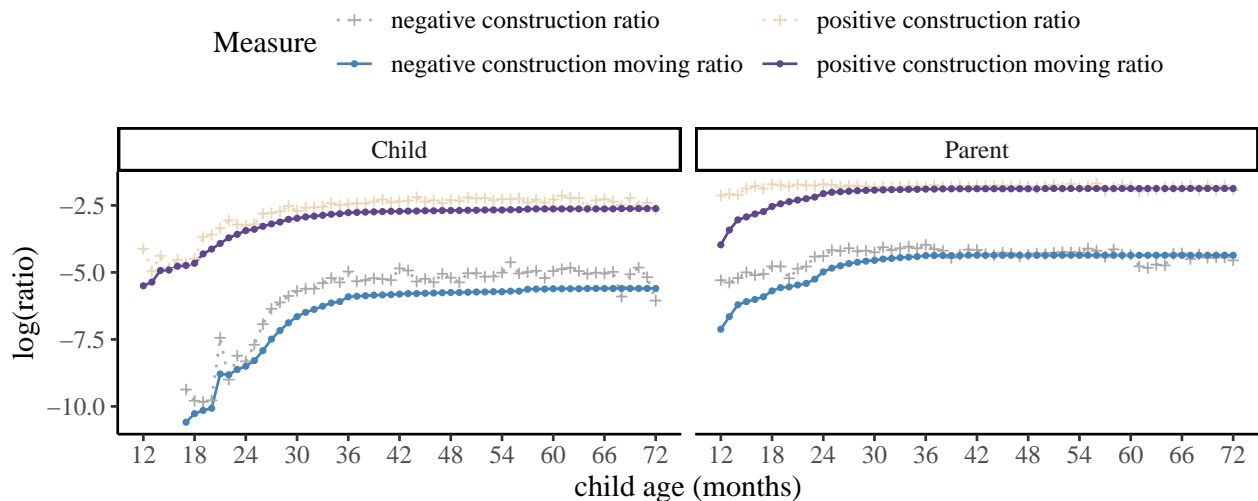 Measure
negative construction ratio
positive construction ratio
negative construction moving ratio
positive construction moving ratio
Child
Parent
log(ratio)
−2.5
−5.0
−7.5
−10.0
12 18 24 30 36 42 48 54 60 66 72
12 18 24 30 36 42 48 54 60 66 72
child age (months)